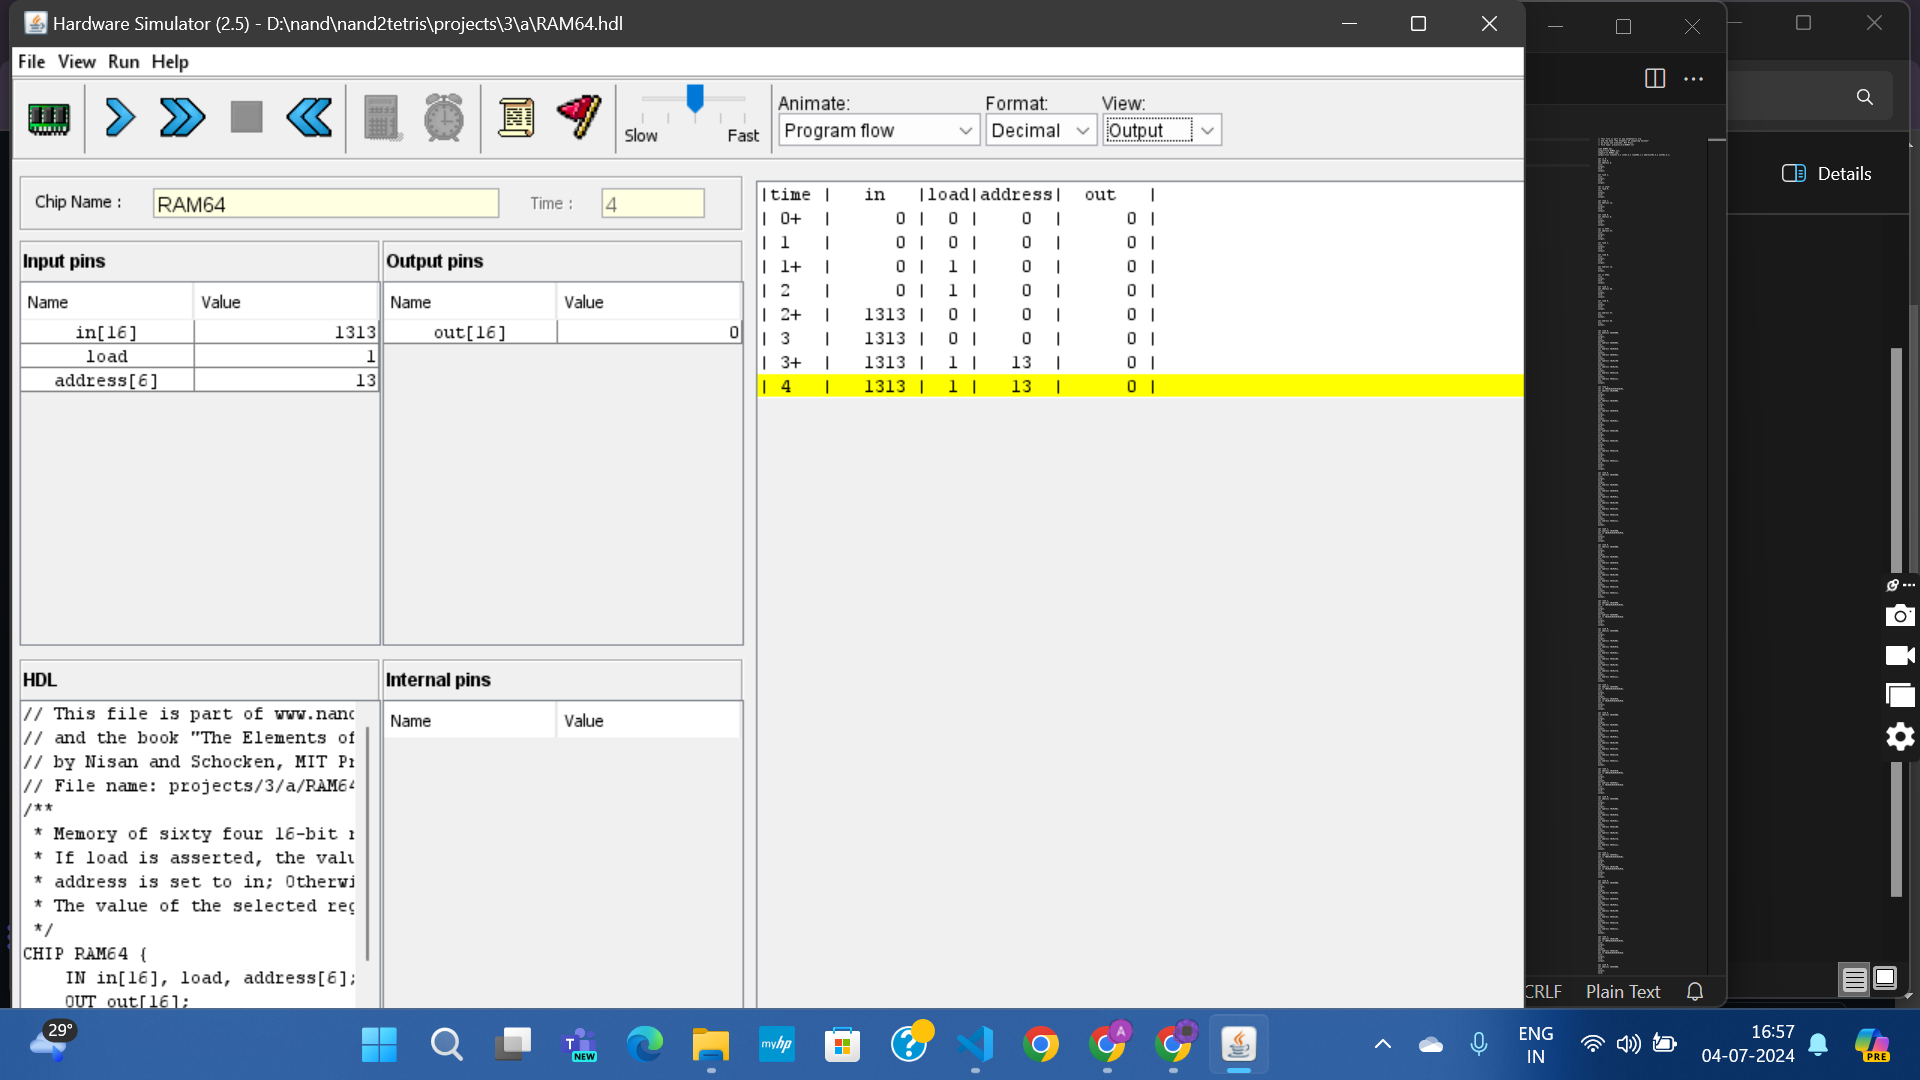 Hardware Simulator (2.5) - D:\nand\nand2tetris\projects\3\a\RAM64.hdl
File View Run Help
Slow Fast
Animate: Format: View:
Program flow Decimal Output
Chip Name : RAM64 Time : 4
Input pins Output pins
Name Value Name Value
in[16] 1313 out[16] 0
load 1
address[6] 13
|time | in |load|address| out |
| 0+ | 0 | 0 | 0 | 0 |
| 1 | 0 | 0 | 0 | 0 |
| 1+ | 0 | 1 | 0 | 0 |
| 2 | 0 | 1 | 0 | 0 |
| 2+ | 1313 | 0 | 0 | 0 |
| 3 | 1313 | 0 | 0 | 0 |
| 3+ | 1313 | 1 | 13 | 0 |
| 4 | 1313 | 1 | 13 | 0 |
HDL Internal pins
Name Value
// This file is part of www.nand
// and the book "The Elements of
// by Nisan and Schocken, MIT Pr
// File name: projects/3/a/RAM64
/**
* Memory of sixty four 16-bit r
* If load is asserted, the valu
* address is set to in; Otherwi
* The value of the selected reg
*/
CHIP RAM64 {
IN in[16], load, address[6];
OUT out[16];
Details
CRLF Plain Text
29°
NEW
myhp
A
ENG
IN
16:57
04-07-2024
PRE